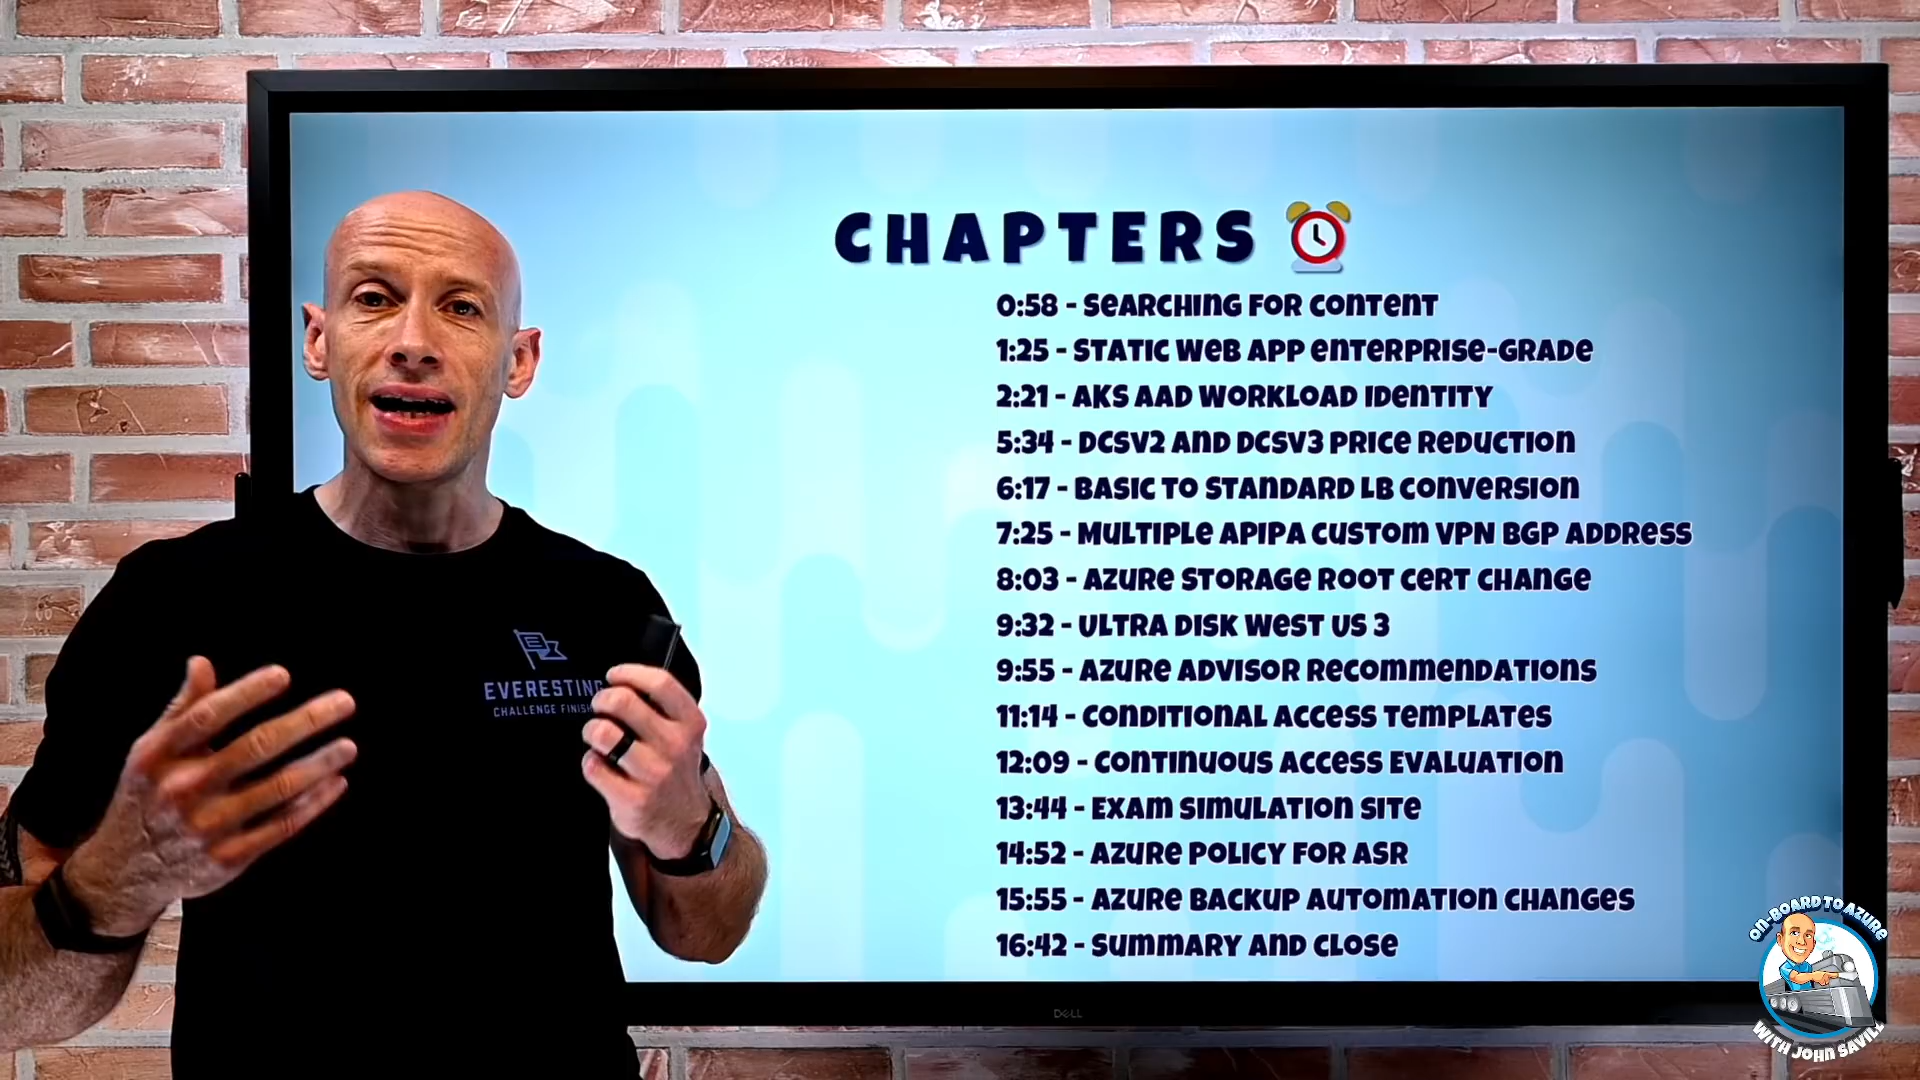 CHAPTERS
0:58 - Searching for content
1:25 - Static Web App enterprise-grade
2:21 - AKS AAD Workload Identity
5:34 - DCsv2 and DCsv3 price reduction
6:17 - Basic to Standard LB conversion
7:25 - Multiple APIPA custom VPN BGP address
8:03 - Azure Storage root cert change
9:32 - Ultra Disk West US 3
9:55 - Azure Advisor Recommendations
11:14 - Conditional Access templates
12:09 - Continuous Access Evaluation
13:44 - Exam simulation site
14:52 - Azure Policy for ASR
15:55 - Azure Backup automation changes
16:42 - Summary and close
EVERESTING
CHALLENGE
DELL
ON-BOARD TO AZURE
WITH JOHN SAVILL